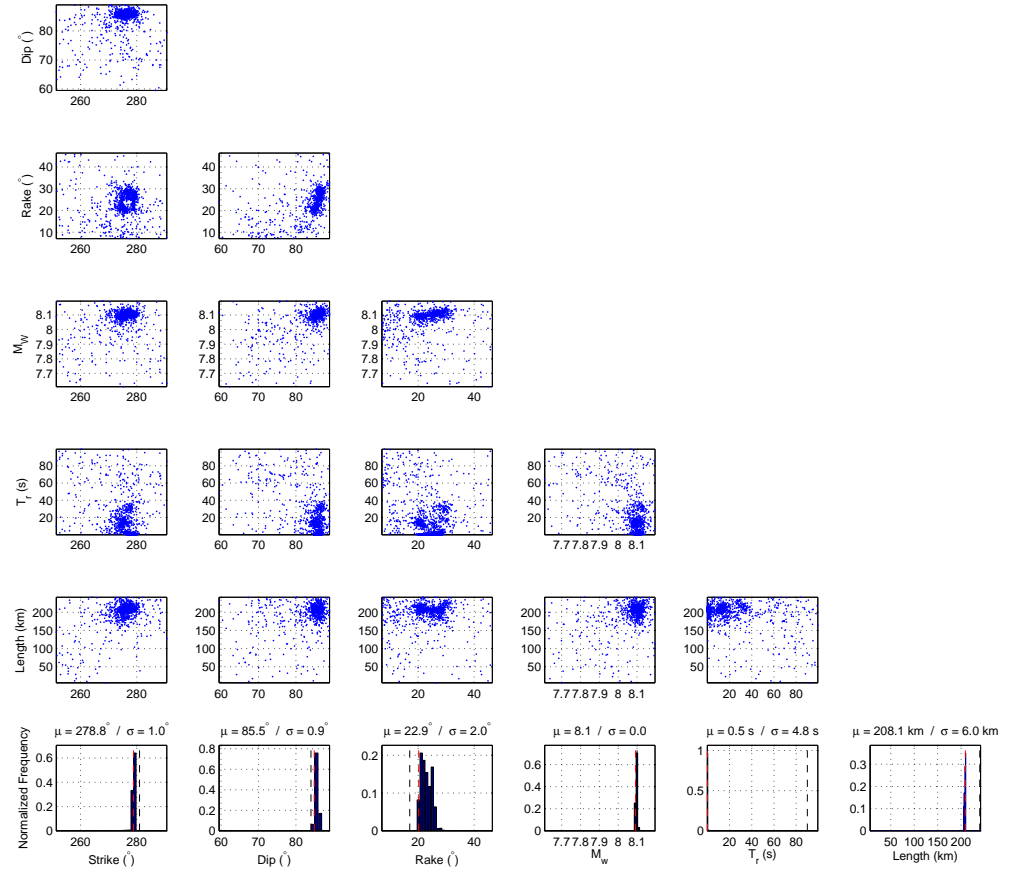 80
70
60
Dip (°)
260 280
40
30
20
10
Rake (°)
260 280
60 70 80
8.1
8
7.9
7.8
7.7
M_W
260 280
60 70 80
20 40
80
60
40
20
T_r (s)
260 280
60 70 80
20 40
7.7 7.8 7.9 8 8.1
200
150
100
50
Length (km)
260 280
60 70 80
20 40
7.7 7.8 7.9 8 8.1
20 40 60 80
μ = 278.8° / σ = 1.0°
μ = 85.5° / σ = 0.9°
μ = 22.9° / σ = 2.0°
μ = 8.1 / σ = 0.0
μ = 0.5 s / σ = 4.8 s
μ = 208.1 km / σ = 6.0 km
Normalized Frequency
0.6
0.4
0.2
0
260 280
Strike (°)
0.8
0.6
0.4
0.2
0
60 70 80
Dip (°)
0.2
0.1
0
20 40
Rake (°)
0.6
0.4
0.2
0
7.7 7.8 7.9 8 8.1
M_w
1
0.5
0
20 40 60 80
T_r (s)
0.3
0.2
0.1
0
50 100 150 200
Length (km)